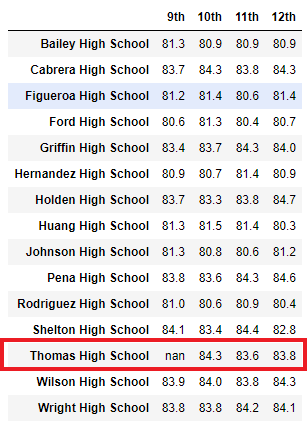 9th 10th 11th 12th
Bailey High School 81.3 80.9 80.9 80.9
Cabrera High School 83.7 84.3 83.8 84.3
Figueroa High School 81.2 81.4 80.6 81.4
Ford High School 80.6 81.3 80.4 80.7
Griffin High School 83.4 83.7 84.3 84.0
Hernandez High School 80.9 80.7 81.4 80.9
Holden High School 83.7 83.3 83.8 84.7
Huang High School 81.3 81.5 81.4 80.3
Johnson High School 81.3 80.8 80.6 81.2
Pena High School 83.8 83.6 84.3 84.6
Rodriguez High School 81.0 80.6 80.9 80.4
Shelton High School 84.1 83.4 84.4 82.8
Thomas High School nan 84.3 83.6 83.8
Wilson High School 83.9 84.0 83.8 84.3
Wright High School 83.8 83.8 84.2 84.1